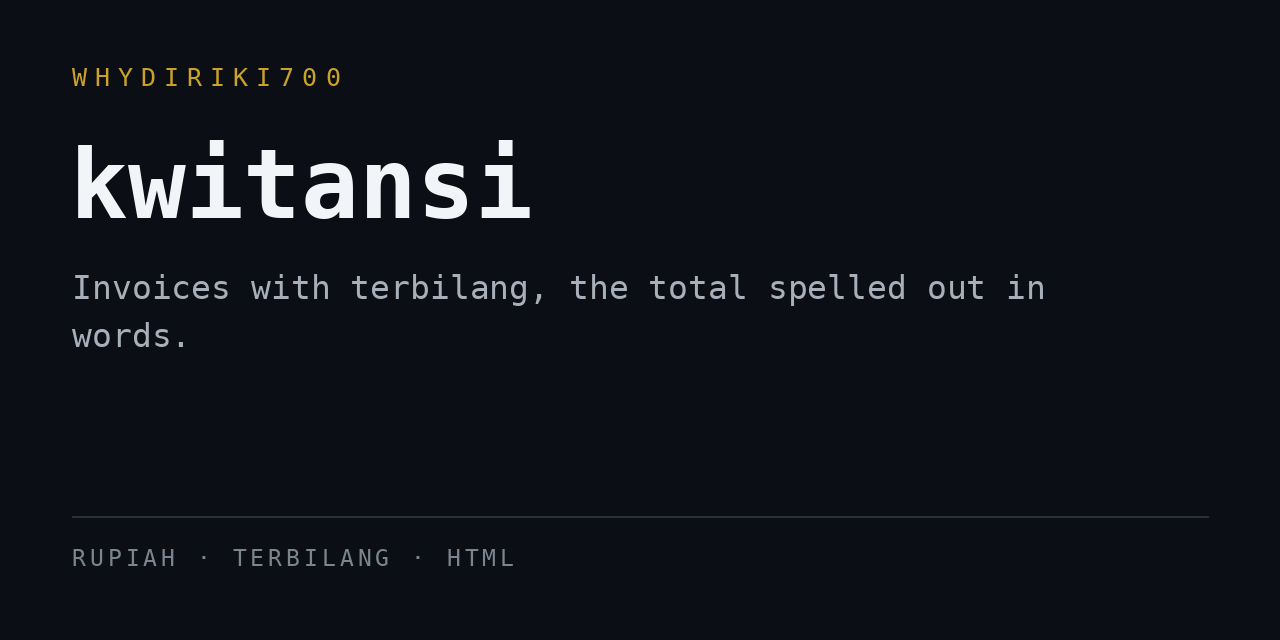 WHYDIRIKI700
kwitansi
Invoices with terbilang, the total spelled out in
words.
RUPIAH · TERBILANG · HTML